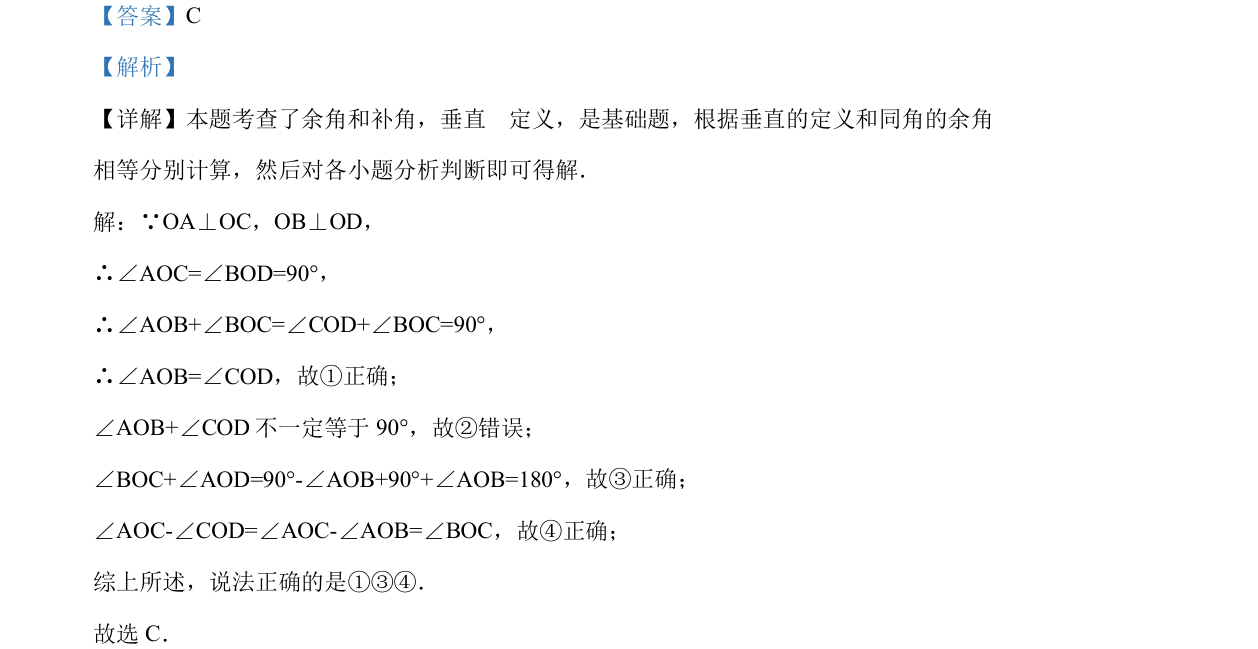 【答案】C
【解析】
【详解】本题考查了余角和补角，垂直　定义，是基础题，根据垂直的定义和同角的余角
相等分别计算，然后对各小题分析判断即可得解．
解：∵OA⊥OC，OB⊥OD，
∴∠AOC=∠BOD=90°，
∴∠AOB+∠BOC=∠COD+∠BOC=90°，
∴∠AOB=∠COD，故①正确；
∠AOB+∠COD 不一定等于 90°，故②错误；
∠BOC+∠AOD=90°-∠AOB+90°+∠AOB=180°，故③正确；
∠AOC-∠COD=∠AOC-∠AOB=∠BOC，故④正确；
综上所述，说法正确的是①③④．
故选 C．